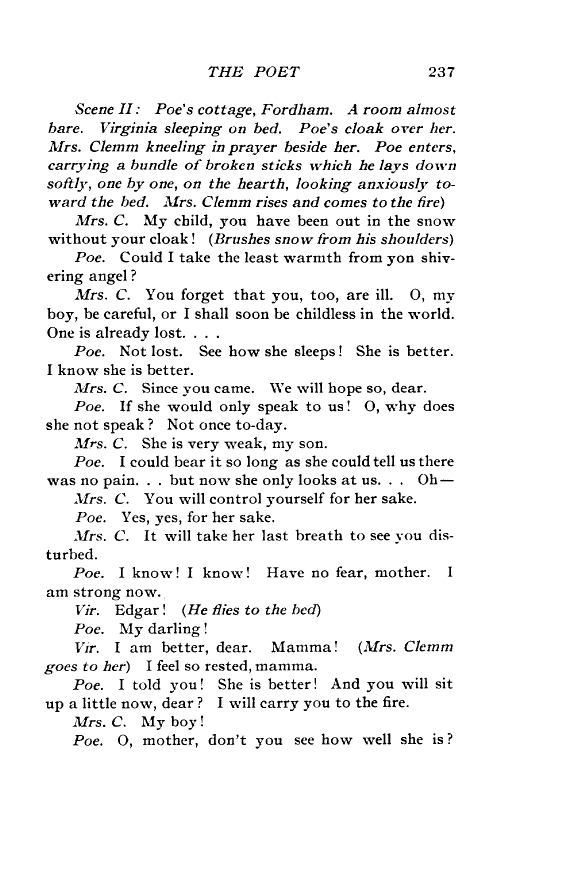 THE POET 237
Scene II: Poe's cottage, Fordham. A room almost
bare. Virginia sleeping on bed. Poe's cloak over her.
Mrs. Clemm kneeling in prayer beside her. Poe enters,
carrying a bundle of broken sticks which he lays down
softly, one by one, on the hearth, looking anxiously to-
ward the bed. Mrs. Clemm rises and comes to the fire)
Mrs. C. My child, you have been out in the snow
without your cloak! (Brushes snow from his shoulders)
Poe. Could I take the least warmth from yon shiv-
ering angel?
Mrs. C. You forget that you, too, are ill. O, my
boy, be careful, or I shall soon be childless in the world.
One is already lost. . . .
Poe. Not lost. See how she sleeps! She is better.
I know she is better.
Mrs. C. Since you came. We will hope so, dear.
Poe. If she would only speak to us! O, why does
she not speak? Not once to-day.
Mrs. C. She is very weak, my son.
Poe. I could bear it so long as she could tell us there
was no pain. . . but now she only looks at us. . . Oh—
Mrs. C. You will control yourself for her sake.
Poe. Yes, yes, for her sake.
Mrs. C. It will take her last breath to see you dis-
turbed.
Poe. I know! I know! Have no fear, mother. I
am strong now.
Vir. Edgar! (He flies to the bed)
Poe. My darling!
Vir. I am better, dear. Mamma! (Mrs. Clemm
goes to her) I feel so rested, mamma.
Poe. I told you! She is better! And you will sit
up a little now, dear? I will carry you to the fire.
Mrs. C. My boy!
Poe. O, mother, don't you see how well she is?